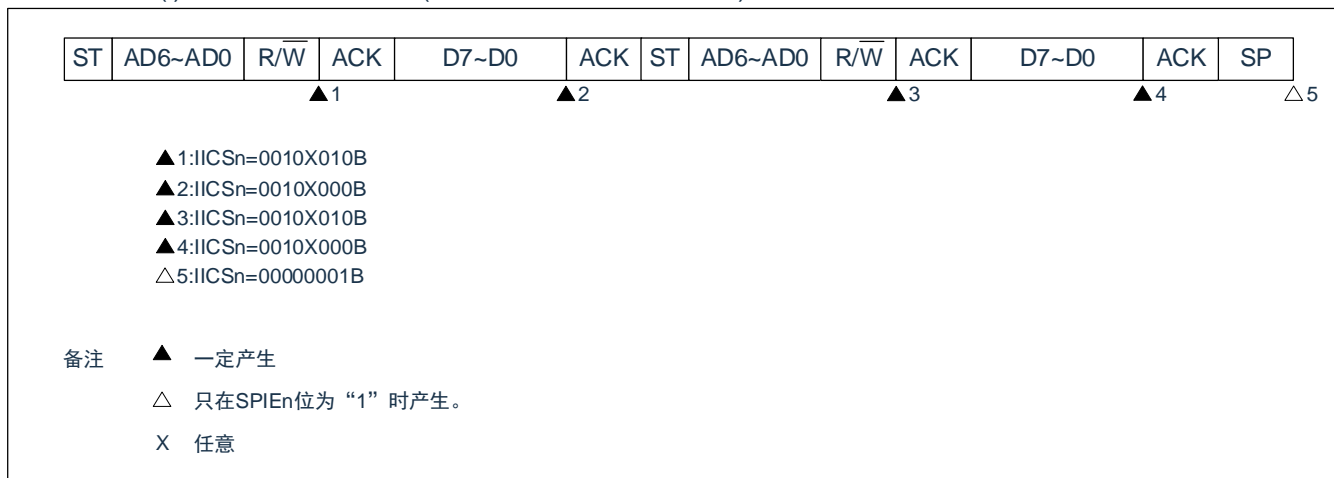 ST AD6~AD0 R/W̅ ACK D7~D0 ACK ST AD6~AD0 R/W̅ ACK D7~D0 ACK SP
▲1 ▲2 ▲3 ▲4 △5
▲1:IICSn=0010X010B
▲2:IICSn=0010X000B
▲3:IICSn=0010X010B
▲4:IICSn=0010X000B
△5:IICSn=00000001B
备注 ▲ 一定产生
△ 只在SPIEn位为“1”时产生。
X 任意